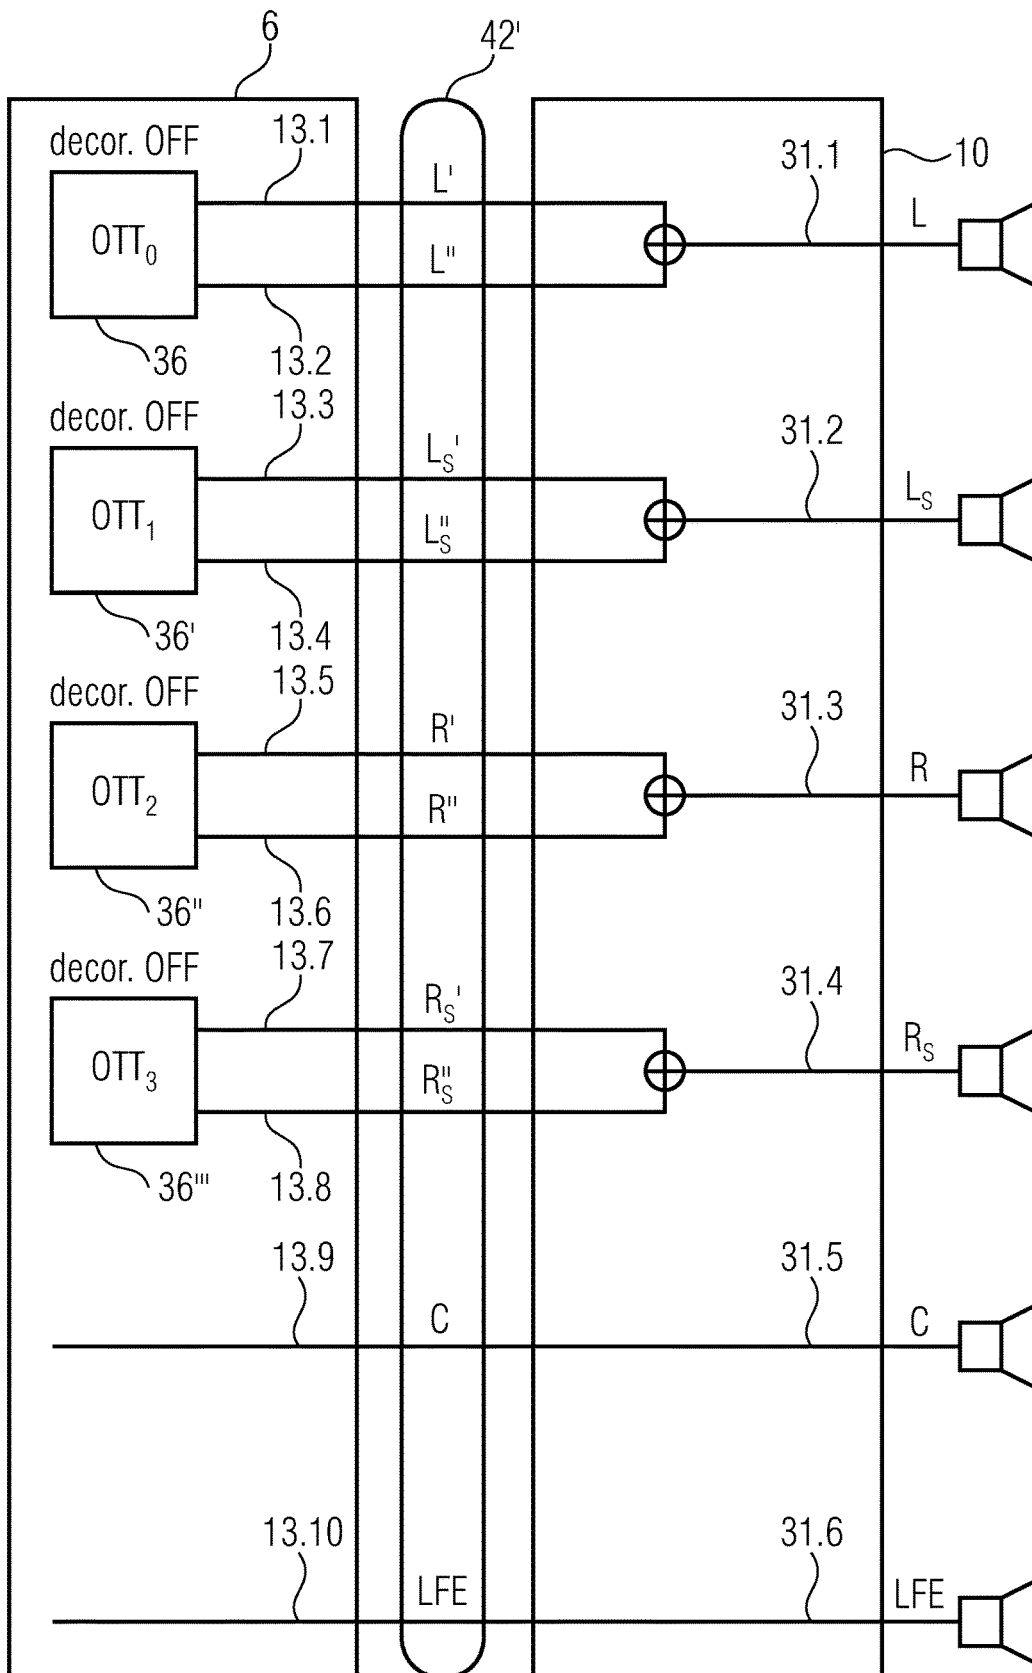 6
42'
decor. OFF
13.1
L'
31.1
10
L
OTT0
L"
36
13.2
decor. OFF
13.3
LS'
31.2
LS
OTT1
LS"
36'
13.4
decor. OFF
13.5
R'
31.3
R
OTT2
R"
36"
13.6
decor. OFF
13.7
RS'
31.4
RS
OTT3
RS"
36'''
13.8
13.9
C
31.5
C
13.10
LFE
31.6
LFE